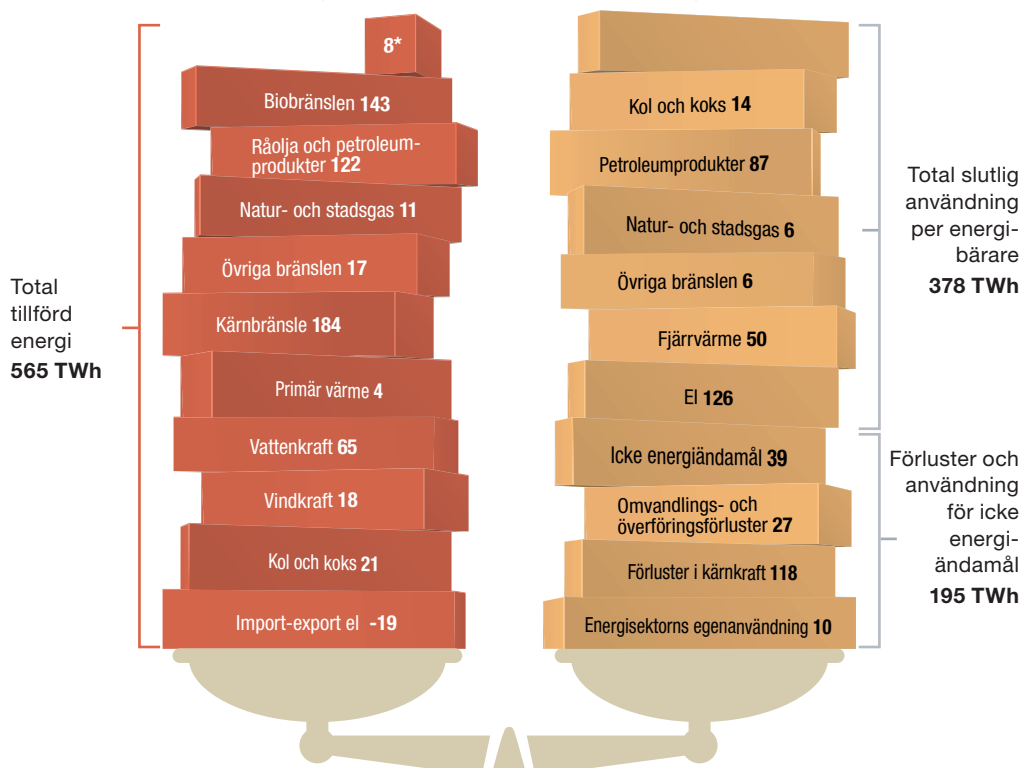 8*
Biobränslen 143
Råolja och petroleum-
produkter 122
Natur- och stadsgas 11
Övriga bränslen 17
Kärnbränsle 184
Primär värme 4
Vattenkraft 65
Vindkraft 18
Kol och koks 21
Import-export el -19
Total
tillförd
energi
565 TWh
Kol och koks 14
Petroleumprodukter 87
Natur- och stadsgas 6
Övriga bränslen 6
Fjärrvärme 50
El 126
Icke energiändamål 39
Omvandlings- och
överföringsförluster 27
Förluster i kärnkraft 118
Energisektorns egenanvändning 10
Total slutlig
användning
per energi-
bärare
378 TWh
Förluster och
användning
för icke
energi-
ändamål
195 TWh